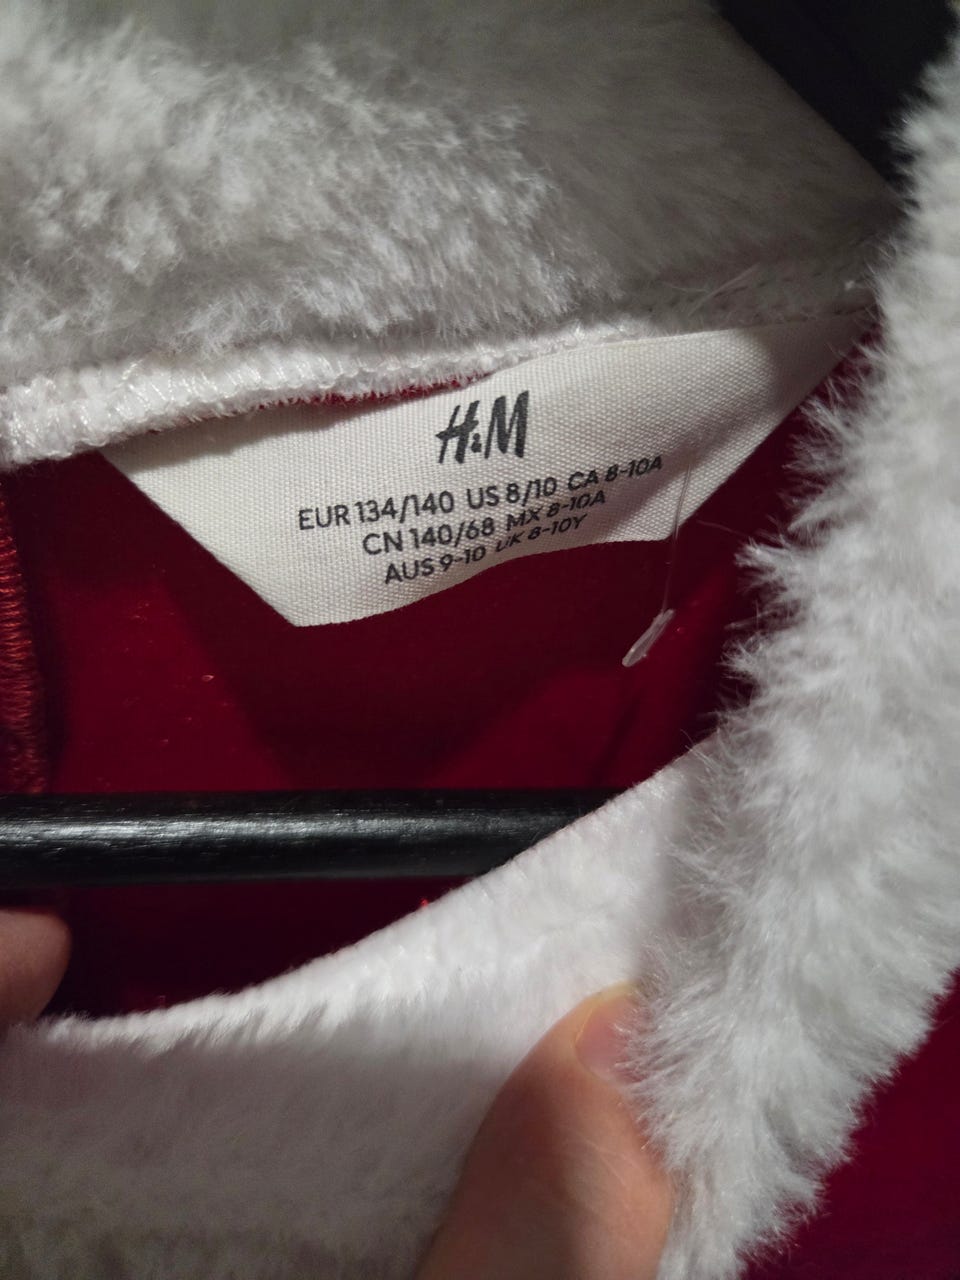 H&M
EUR 134/140 US 8/10 CA 8-10A
CN 140/68 MX 8-10A
AUS 9-10 UK 8-10Y